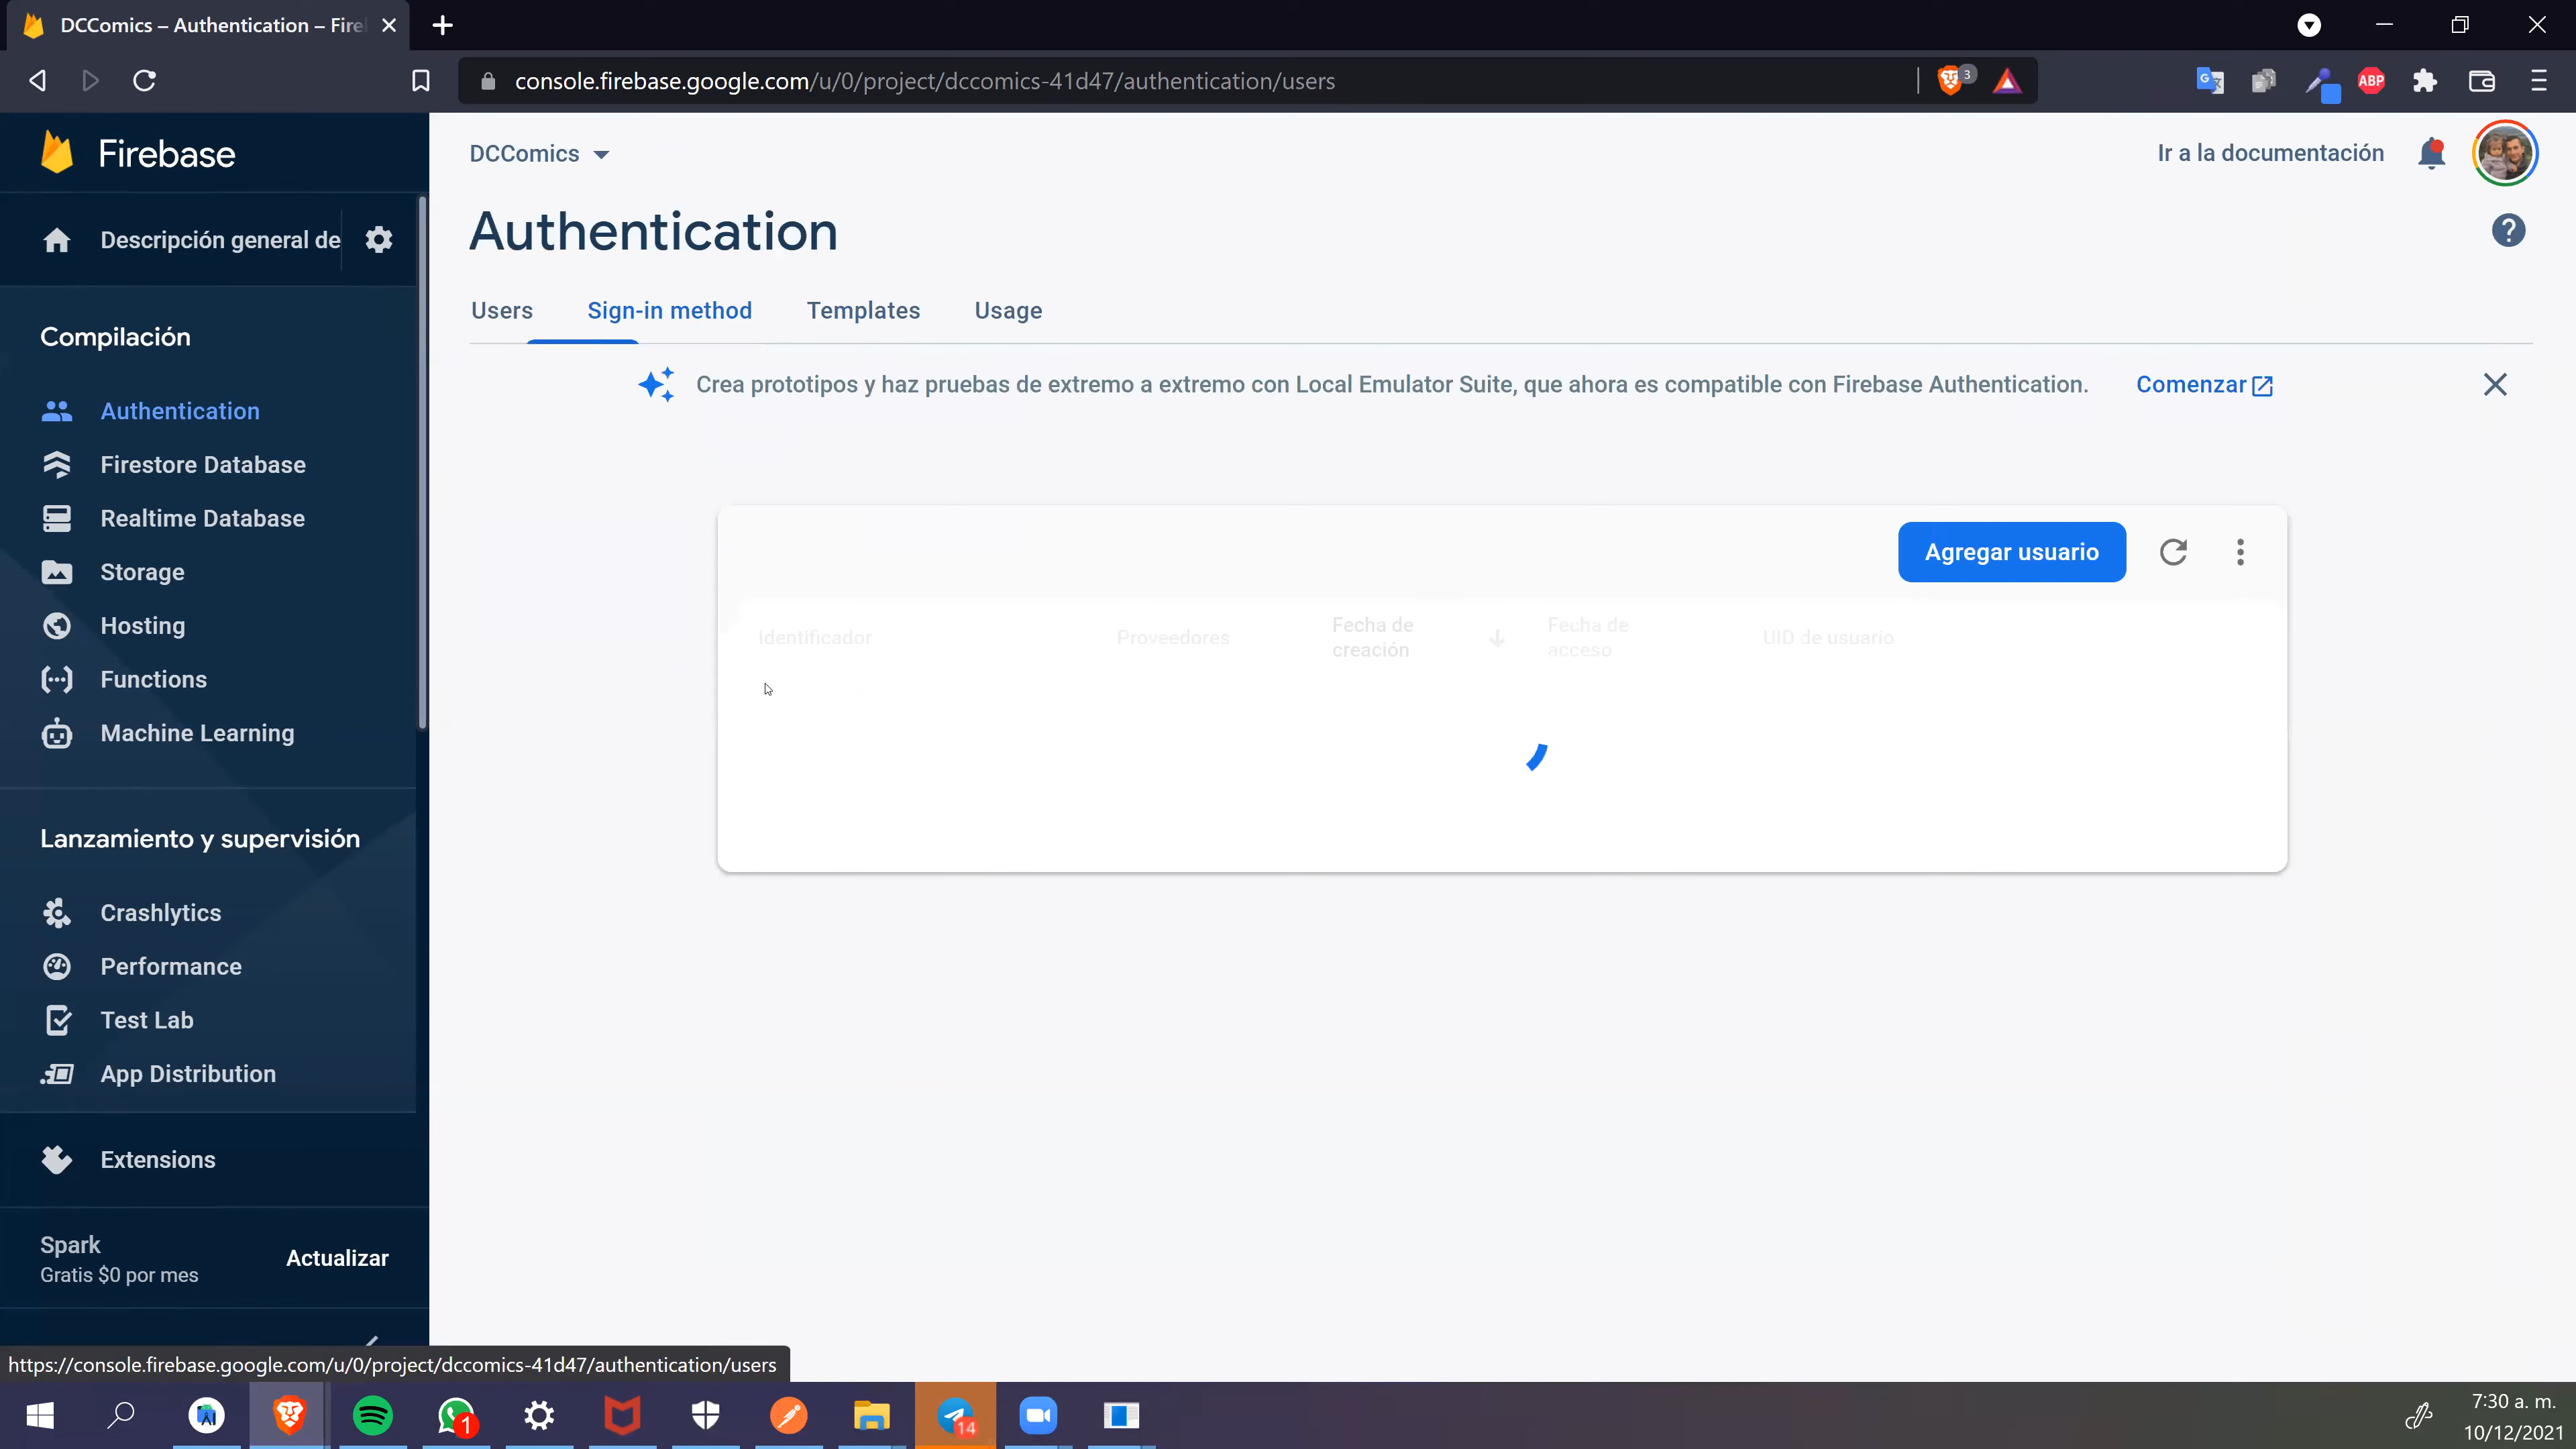 DCComics – Authentication – Fire
console.firebase.google.com/u/0/project/dccomics-41d47/authentication/users
3
ABP
Firebase
DCComics
Ir a la documentación
Descripción general de
Authentication
Users
Sign-in method
Templates
Usage
Compilación
Crea prototipos y haz pruebas de extremo a extremo con Local Emulator Suite, que ahora es compatible con Firebase Authentication.
Comenzar
Authentication
Firestore Database
Realtime Database
Storage
Hosting
Functions
Machine Learning
Agregar usuario
Identificador
Proveedores
Fecha de
creación
Fecha de
acceso
UID de usuario
Lanzamiento y supervisión
Crashlytics
Performance
Test Lab
App Distribution
Extensions
Spark
Gratis $0 por mes
Actualizar
https://console.firebase.google.com/u/0/project/dccomics-41d47/authentication/users
1
14
7:30 a. m.
10/12/2021